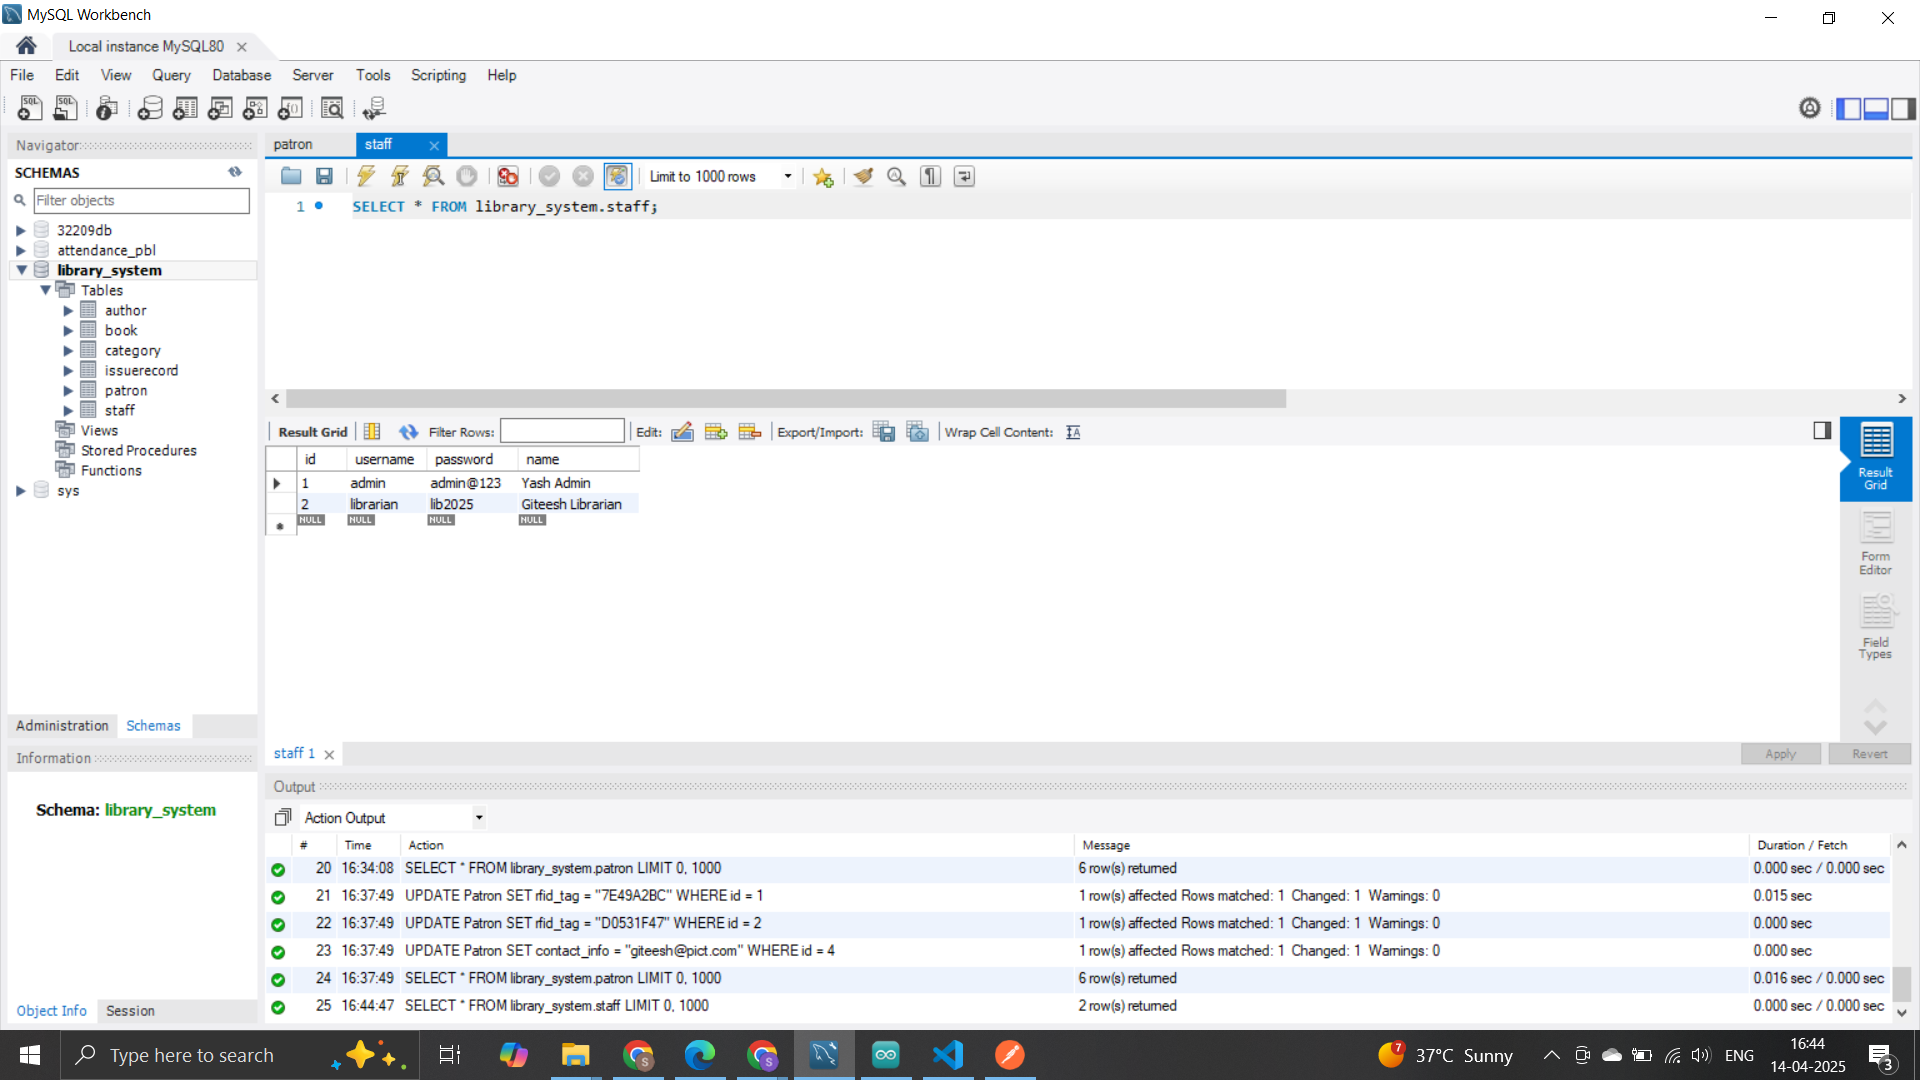 MySQL Workbench
Local instance MySQL80
File Edit View Query Database Server Tools Scripting Help
Navigator
SCHEMAS
Filter objects
32209db
attendance_pbl
library_system
Tables
author
book
category
issuerecord
patron
staff
Views
Stored Procedures
Functions
sys
Administration Schemas
Information
Schema: library_system
Object Info Session
patron staff
Limit to 1000 rows
1 SELECT * FROM library_system.staff;
Result Grid Filter Rows: Edit: Export/Import: Wrap Cell Content:
id username password name
1 admin admin@123 Yash Admin
2 librarian lib2025 Giteesh Librarian
NULL NULL NULL NULL
Result
Grid
Form
Editor
Field
Types
staff 1
Apply Revert
Output
Action Output
# Time Action Message Duration / Fetch
20 16:34:08 SELECT * FROM library_system.patron LIMIT 0, 1000 6 row(s) returned 0.000 sec / 0.000 sec
21 16:37:49 UPDATE Patron SET rfid_tag = "7E49A2BC" WHERE id = 1 1 row(s) affected Rows matched: 1 Changed: 1 Warnings: 0 0.015 sec
22 16:37:49 UPDATE Patron SET rfid_tag = "D0531F47" WHERE id = 2 1 row(s) affected Rows matched: 1 Changed: 1 Warnings: 0 0.000 sec
23 16:37:49 UPDATE Patron SET contact_info = "giteesh@pict.com" WHERE id = 4 1 row(s) affected Rows matched: 1 Changed: 1 Warnings: 0 0.000 sec
24 16:37:49 SELECT * FROM library_system.patron LIMIT 0, 1000 6 row(s) returned 0.016 sec / 0.000 sec
25 16:44:47 SELECT * FROM library_system.staff LIMIT 0, 1000 2 row(s) returned 0.000 sec / 0.000 sec
Type here to search
7 37°C Sunny
ENG
16:44
14-04-2025
3